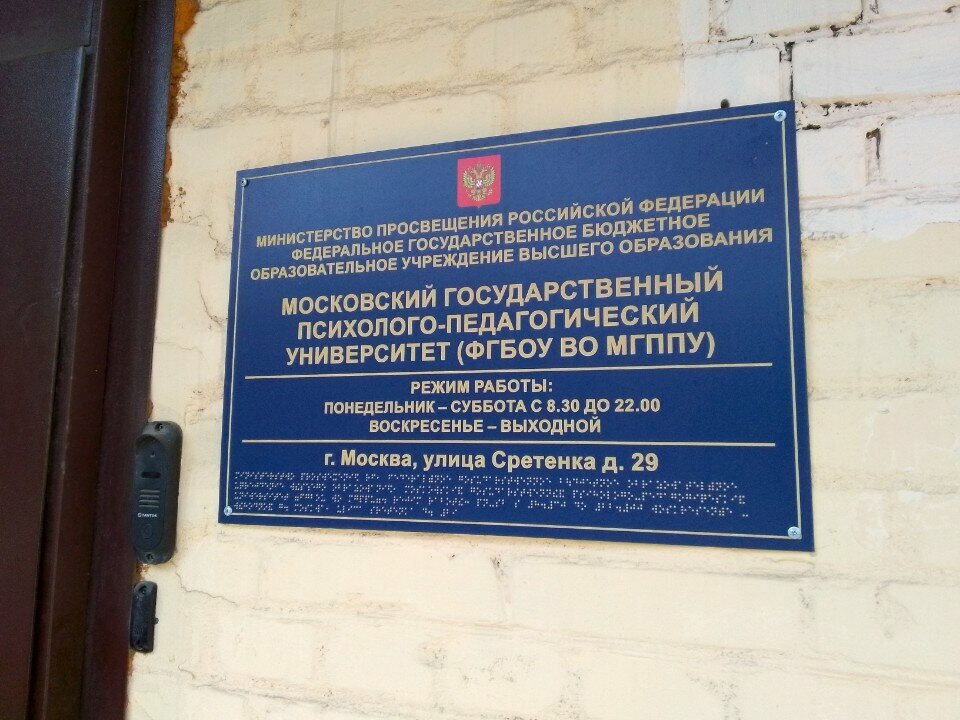 МИНИСТЕРСТВО ПРОСВЕЩЕНИЯ РОССИЙСКОЙ ФЕДЕРАЦИИ
ФЕДЕРАЛЬНОЕ ГОСУДАРСТВЕННОЕ БЮДЖЕТНОЕ
ОБРАЗОВАТЕЛЬНОЕ УЧРЕЖДЕНИЕ ВЫСШЕГО ОБРАЗОВАНИЯ
МОСКОВСКИЙ ГОСУДАРСТВЕННЫЙ
ПСИХОЛОГО-ПЕДАГОГИЧЕСКИЙ
УНИВЕРСИТЕТ (ФГБОУ ВО МГППУ)
РЕЖИМ РАБОТЫ:
ПОНЕДЕЛЬНИК – СУББОТА С 8.30 ДО 22.00
ВОСКРЕСЕНЬЕ – ВЫХОДНОЙ
г. Москва, улица Сретенка д. 29